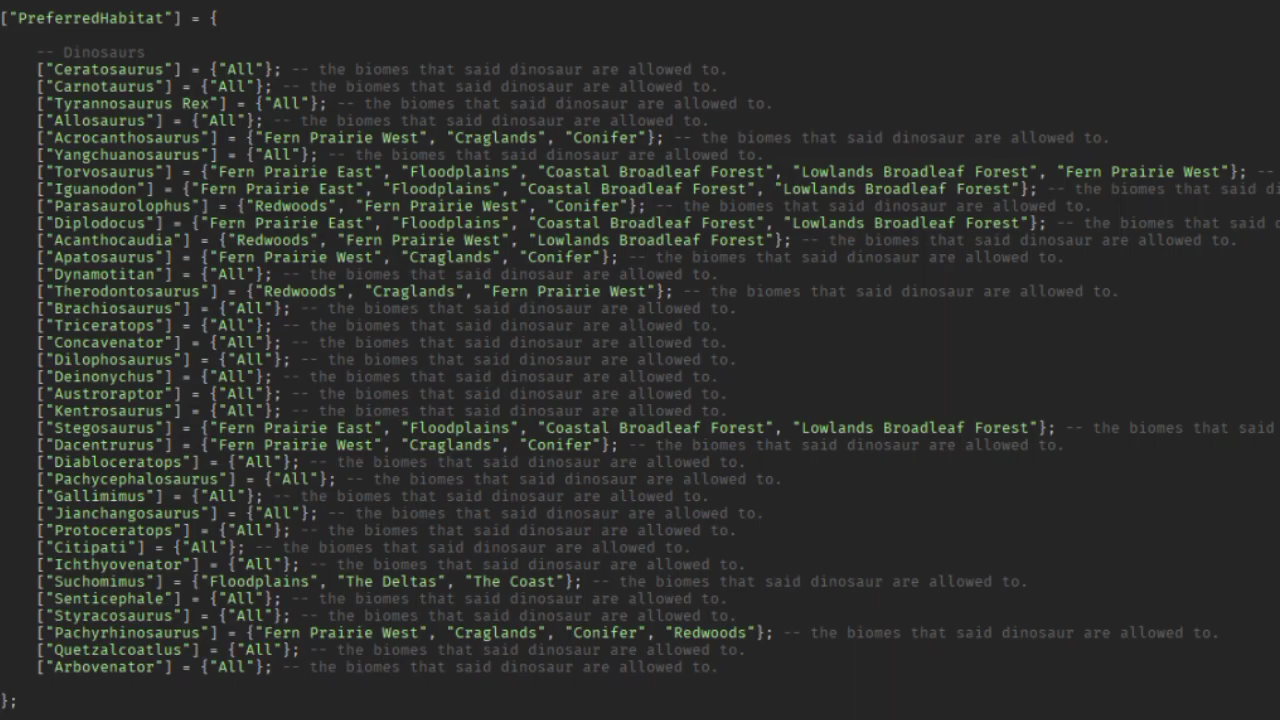 ["PreferredHabitat"] = {
-- Dinosaurs
["Ceratosaurus"] = {"All"}; -- the biomes that said dinosaur are allowed to.
["Carnotaurus"] = {"All"}; -- the biomes that said dinosaur are allowed to.
["Tyrannosaurus Rex"] = {"All"}; -- the biomes that said dinosaur are allowed to.
["Allosaurus"] = {"All"}; -- the biomes that said dinosaur are allowed to.
["Acrocanthosaurus"] = {"Fern Prairie West", "Craglands", "Conifer"}; -- the biomes that said dinosaur are allowed to.
["Yangchuanosaurus"] = {"All"}; -- the biomes that said dinosaur are allowed to.
["Torvosaurus"] = {"Fern Prairie East", "Floodplains", "Coastal Broadleaf Forest", "Lowlands Broadleaf Forest", "Fern Prairie West"}; --
["Iguanodon"] = {"Fern Prairie East", "Floodplains", "Coastal Broadleaf Forest", "Lowlands Broadleaf Forest"}; -- the biomes that said di
["Parasaurolophus"] = {"Redwoods", "Fern Prairie West", "Conifer"}; -- the biomes that said dinosaur are allowed to.
["Diplodocus"] = {"Fern Prairie East", "Floodplains", "Coastal Broadleaf Forest", "Lowlands Broadleaf Forest"}; -- the biomes that said
["Acanthocaudia"] = {"Redwoods", "Fern Prairie West", "Lowlands Broadleaf Forest"}; -- the biomes that said dinosaur are allowed to.
["Apatosaurus"] = {"Fern Prairie West", "Craglands", "Conifer"}; -- the biomes that said dinosaur are allowed to.
["Dynamotitan"] = {"All"}; -- the biomes that said dinosaur are allowed to.
["Therodontosaurus"] = {"Redwoods", "Craglands", "Fern Prairie West"}; -- the biomes that said dinosaur are allowed to.
["Brachiosaurus"] = {"All"}; -- the biomes that said dinosaur are allowed to.
["Triceratops"] = {"All"}; -- the biomes that said dinosaur are allowed to.
["Concavenator"] = {"All"}; -- the biomes that said dinosaur are allowed to.
["Dilophosaurus"] = {"All"}; -- the biomes that said dinosaur are allowed to.
["Deinonychus"] = {"All"}; -- the biomes that said dinosaur are allowed to.
["Austroraptor"] = {"All"}; -- the biomes that said dinosaur are allowed to.
["Kentrosaurus"] = {"All"}; -- the biomes that said dinosaur are allowed to.
["Stegosaurus"] = {"Fern Prairie East", "Floodplains", "Coastal Broadleaf Forest", "Lowlands Broadleaf Forest"}; -- the biomes that said
["Dacentrurus"] = {"Fern Prairie West", "Craglands", "Conifer"}; -- the biomes that said dinosaur are allowed to.
["Diabloceratops"] = {"All"}; -- the biomes that said dinosaur are allowed to.
["Pachycephalosaurus"] = {"All"}; -- the biomes that said dinosaur are allowed to.
["Gallimimus"] = {"All"}; -- the biomes that said dinosaur are allowed to.
["Jianchangosaurus"] = {"All"}; -- the biomes that said dinosaur are allowed to.
["Protoceratops"] = {"All"}; -- the biomes that said dinosaur are allowed to.
["Citipati"] = {"All"}; -- the biomes that said dinosaur are allowed to.
["Ichthyovenator"] = {"All"}; -- the biomes that said dinosaur are allowed to.
["Suchomimus"] = {"Floodplains", "The Deltas", "The Coast"}; -- the biomes that said dinosaur are allowed to.
["Senticephale"] = {"All"}; -- the biomes that said dinosaur are allowed to.
["Styracosaurus"] = {"All"}; -- the biomes that said dinosaur are allowed to.
["Pachyrhinosaurus"] = {"Fern Prairie West", "Craglands", "Conifer", "Redwoods"}; -- the biomes that said dinosaur are allowed to.
["Quetzalcoatlus"] = {"All"}; -- the biomes that said dinosaur are allowed to.
["Arbovenator"] = {"All"}; -- the biomes that said dinosaur are allowed to.
};